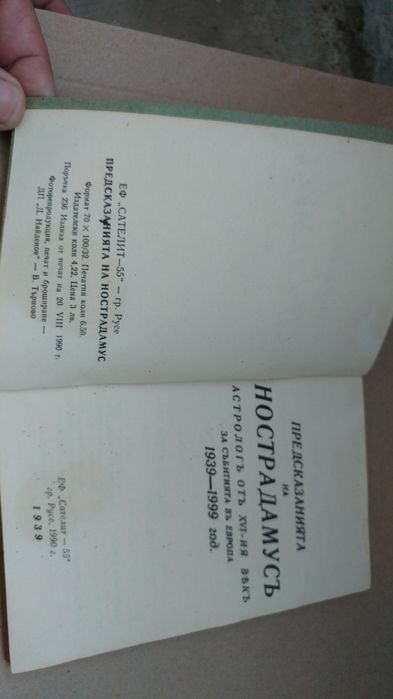 ЕФ „САТЕЛИТ—55" — гр. Русе
ПРЕДСКАЗАНИЯТА НА НОСТРАДАМУС
Формат 70 × 100/32. Печатни коли 6,50.
Издателски коли 4,22. Цена 3 лв.
Поръчка 236 Излиза от печат на 20 VIII 1990 г.
Фоторепродукция, печат и броширане —
ДП „Д. Найденов" — В. Търново
ПРЕДСКАЗАНИЯТА
НА
НОСТРАДАМУСЪ
АСТРОЛОГЪ ОТЪ XVI-ИЯ ВѢКЪ
ЗА СЪБИТИЯТА ВЪ ЕВРОПА
1939—1999 год.
ЕФ „Сателит — 55"
гр. Русе, 1990 г.
1939